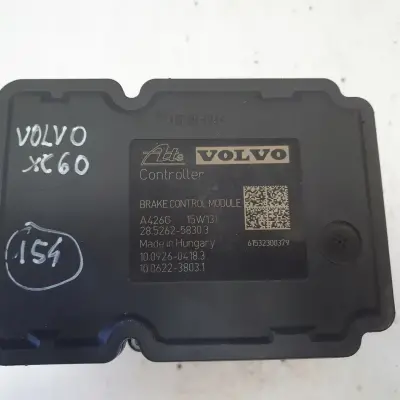 VOLVO
xc60
154
Ate VOLVO
Controller
BRAKE CONTROL MODULE
A426G 15W131
28.5262-5830.3
Made in Hungary
61532300379
10.0926-0418.3
10.0622-3803.1